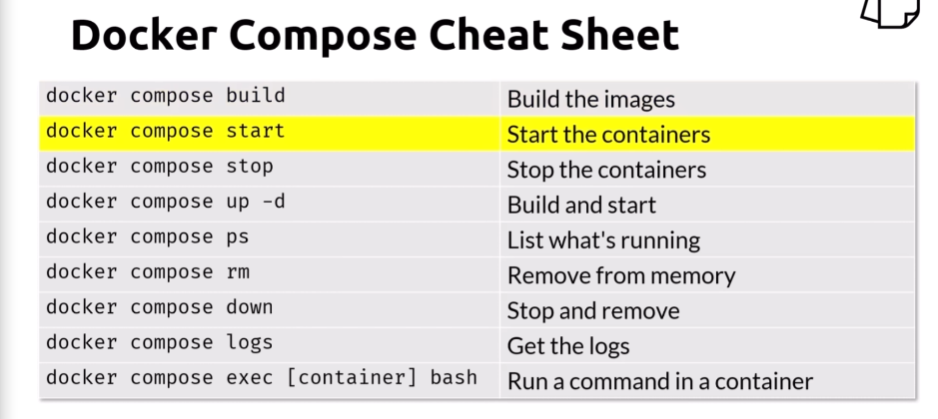 Docker Compose Cheat Sheet
docker compose build Build the images
docker compose start Start the containers
docker compose stop Stop the containers
docker compose up -d Build and start
docker compose ps List what's running
docker compose rm Remove from memory
docker compose down Stop and remove
docker compose logs Get the logs
docker compose exec [container] bash Run a command in a container